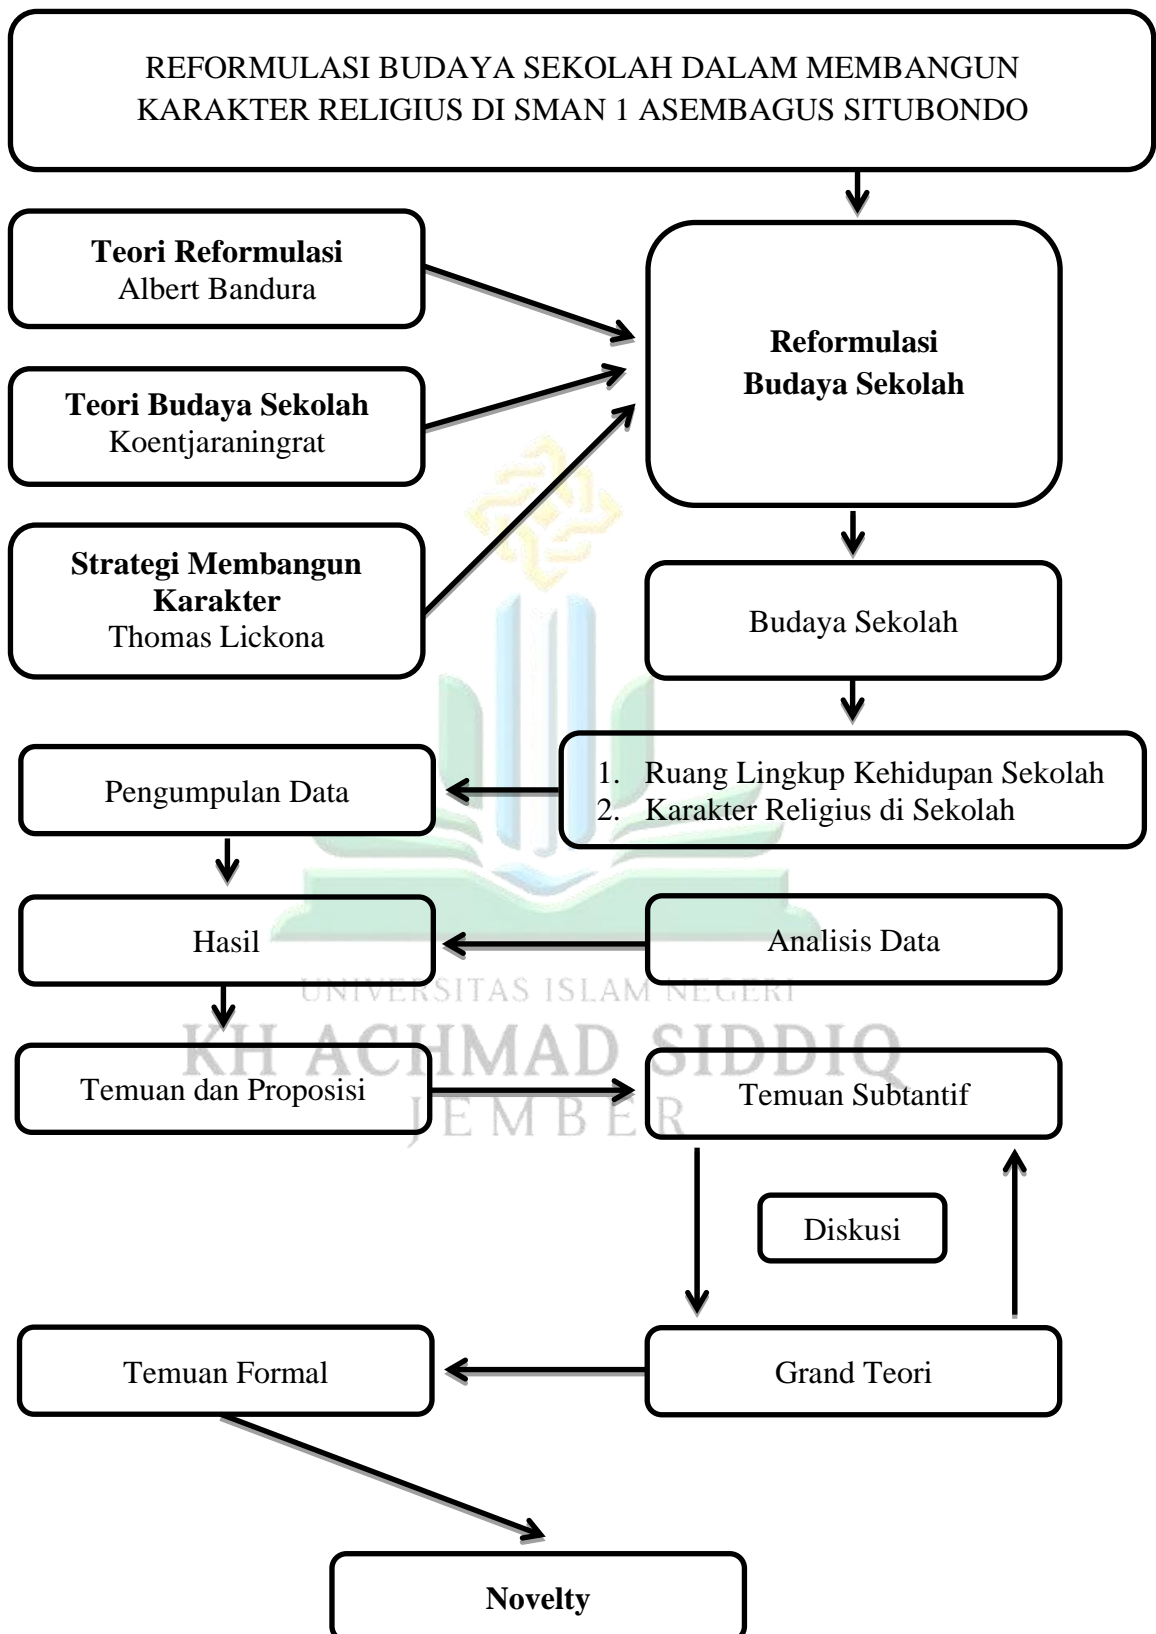 REFORMULASI BUDAYA SEKOLAH DALAM MEMBANGUN
KARAKTER RELIGIUS DI SMAN 1 ASEMBAGUS SITUBONDO
Teori Reformulasi
Albert Bandura
Reformulasi
Budaya Sekolah
Teori Budaya Sekolah
Koentjaraningrat
Strategi Membangun
Karakter
Thomas Lickona
Budaya Sekolah
1. Ruang Lingkup Kehidupan Sekolah
2. Karakter Religius di Sekolah
Pengumpulan Data
Hasil
Analisis Data
UNIVERSITAS ISLAM NEGERI
KH ACHMAD SIDDIQ
JEMBER
Temuan dan Proposisi
Temuan Subtantif
Diskusi
Temuan Formal
Grand Teori
Novelty